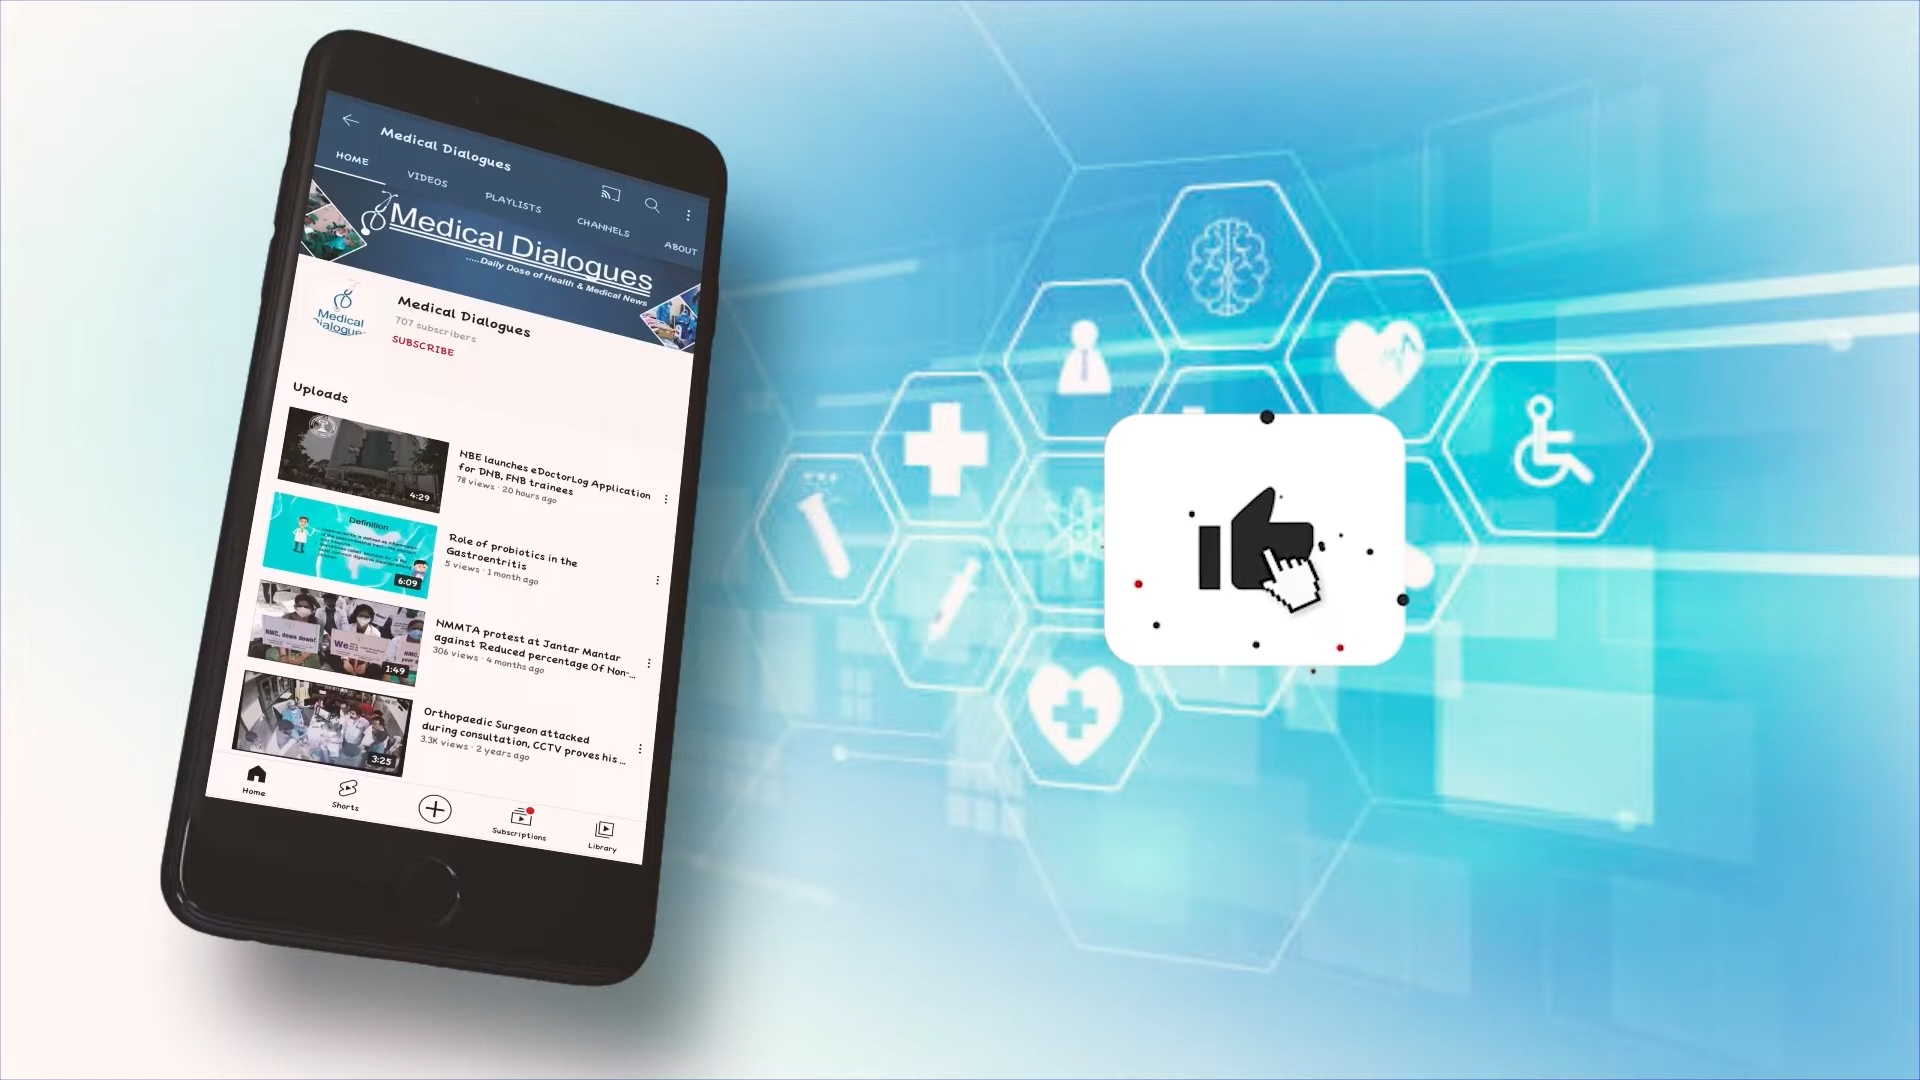 Medical Dialogues
HOME
VIDEOS
PLAYLISTS
CHANNELS
ABOUT
Medical Dialogues
.....Daily Dose of Health & Medical News
Medical
Medical Dialogues
707 subscribers
SUBSCRIBE
Uploads
4:29
NBE launches eDoctorLog Application
for DNB, FNB trainees
78 views · 20 hours ago
Definition
6:09
Role of probiotics in the
Gastroentritis
5 views · 1 month ago
NMC, down down!
We
1:49
NMMTA protest at Jantar Mantar
against Reduced percentage Of Non-...
306 views · 4 months ago
3:25
Orthopaedic Surgeon attacked
during consultation, CCTV proves his ...
3.3K views · 2 years ago
Home
Shorts
Subscriptions
Library